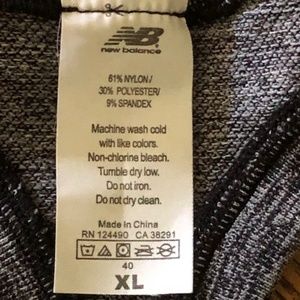 NB
new balance
61% NYLON/
30% POLYESTER/
9% SPANDEX
Machine wash cold
with like colors.
Non-chlorine bleach.
Tumble dry low.
Do not iron.
Do not dry clean.
Made in China
RN 124490 CA 38291
40
XL